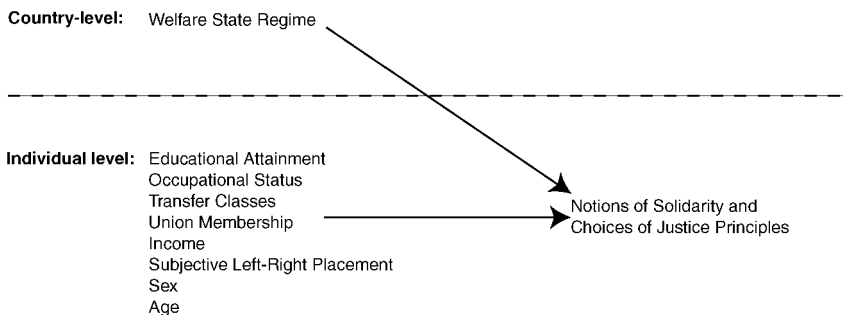 Country-level: Welfare State Regime
Individual level: Educational Attainment
Occupational Status
Transfer Classes
Union Membership
Income
Subjective Left-Right Placement
Sex
Age
Notions of Solidarity and
Choices of Justice Principles